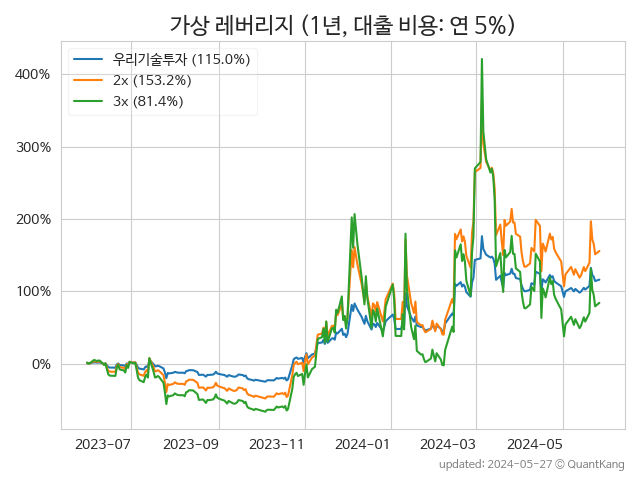 가상 레버리지 (1년, 대출 비용: 연 5%)
우리기술투자 (115.0%)
2x (153.2%)
3x (81.4%)
400%
300%
200%
100%
0%
2023-07 2023-09 2023-11 2024-01 2024-03 2024-05
updated: 2024-05-27 © QuantKang